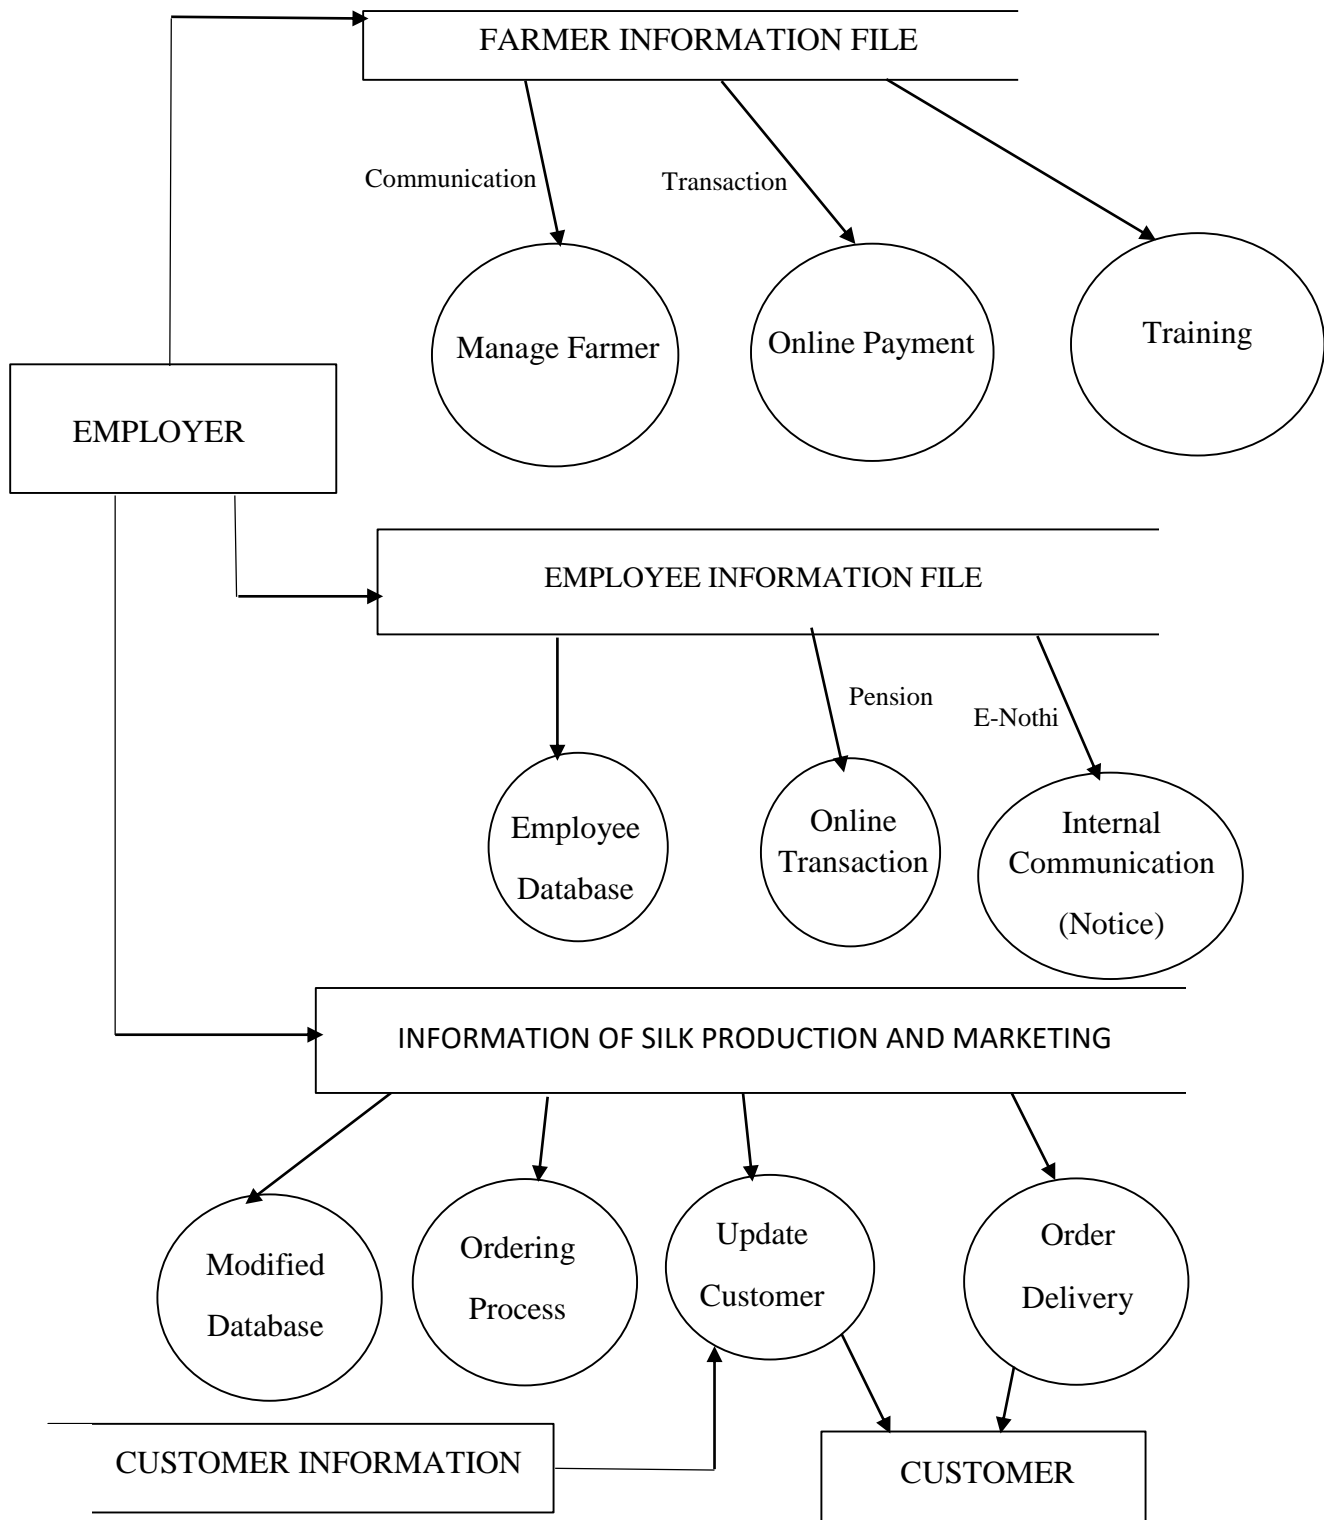 FARMER INFORMATION FILE
Communication
Transaction
Manage Farmer
Online Payment
Training
EMPLOYER
EMPLOYEE INFORMATION FILE
Pension
E-Nothi
Employee
Database
Online
Transaction
Internal
Communication
(Notice)
INFORMATION OF SILK PRODUCTION AND MARKETING
Modified
Database
Ordering
Process
Update
Customer
Order
Delivery
CUSTOMER INFORMATION
CUSTOMER